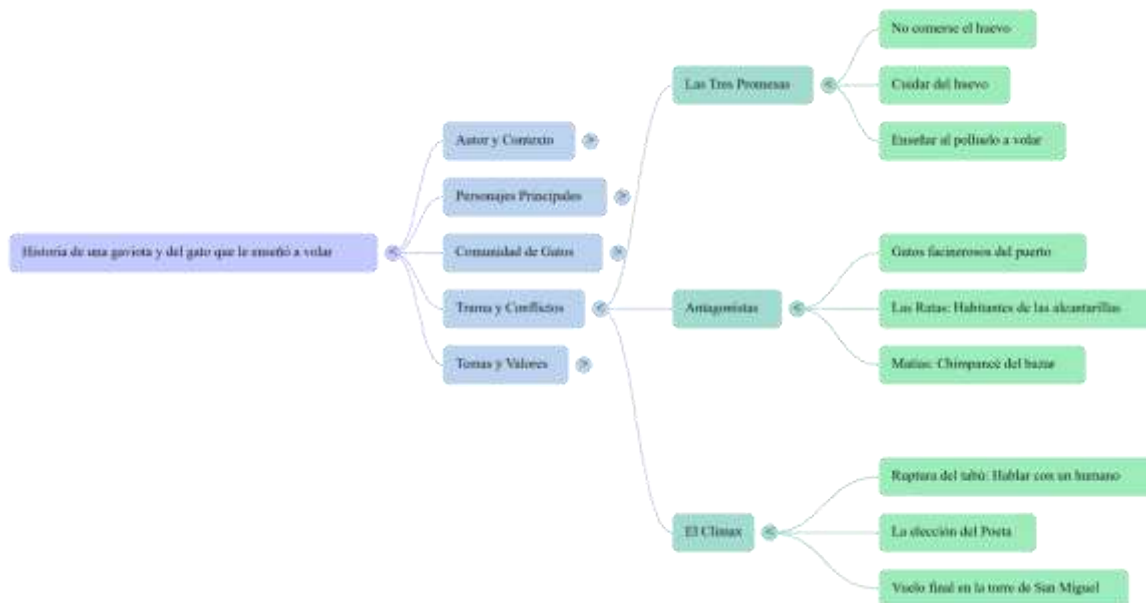 Historia de una gaviota y del gato que le enseñó a volar
Autor y Contexto
Personajes Principales
Comunidad de Gatos
Trama y Conflictos
Temas y Valores
Las Tres Promesas
No comerse el huevo
Cuidar del huevo
Enseñar al polluelo a volar
Antagonistas
Gatos facinerosos del puerto
Las Ratas: Habitantes de las alcantarillas
Matías: Chimpancé del bazar
El Clímax
Ruptura del tabú: Hablar con un humano
La elección del Poeta
Vuelo final en la torre de San Miguel